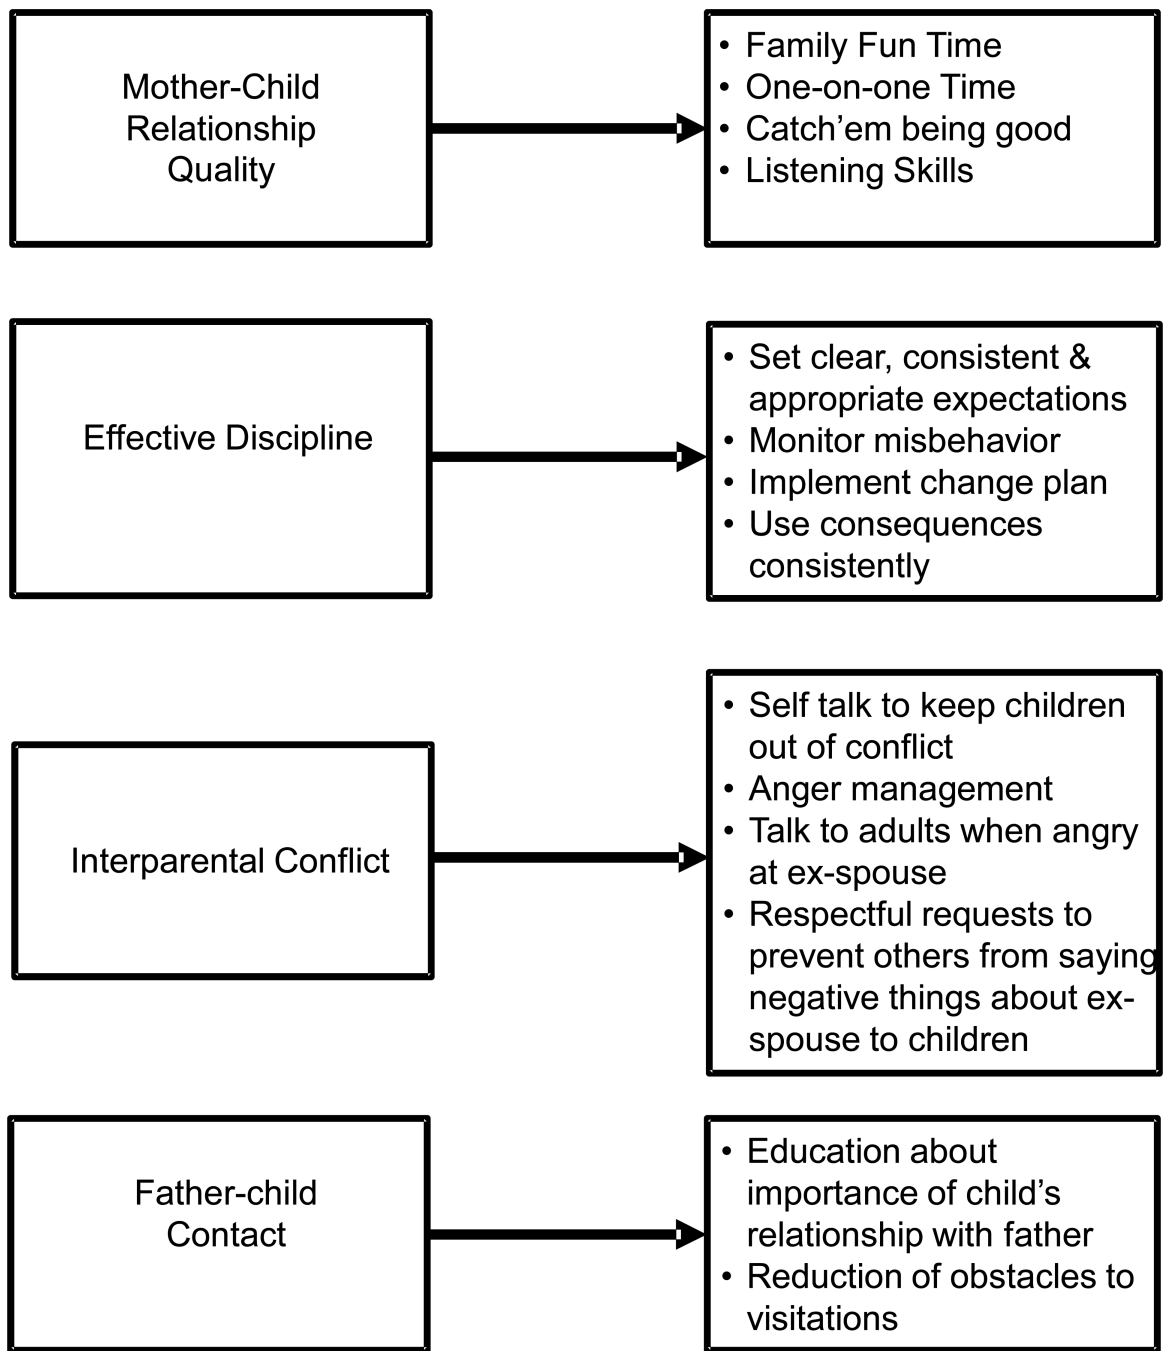 Mother-Child
Relationship
Quality
• Family Fun Time
• One-on-one Time
• Catch’em being good
• Listening Skills
Effective Discipline
• Set clear, consistent &
appropriate expectations
• Monitor misbehavior
• Implement change plan
• Use consequences
consistently
Interparental Conflict
• Self talk to keep children
out of conflict
• Anger management
• Talk to adults when angry
at ex-spouse
• Respectful requests to
prevent others from saying
negative things about ex-
spouse to children
Father-child
Contact
• Education about
importance of child’s
relationship with father
• Reduction of obstacles to
visitations